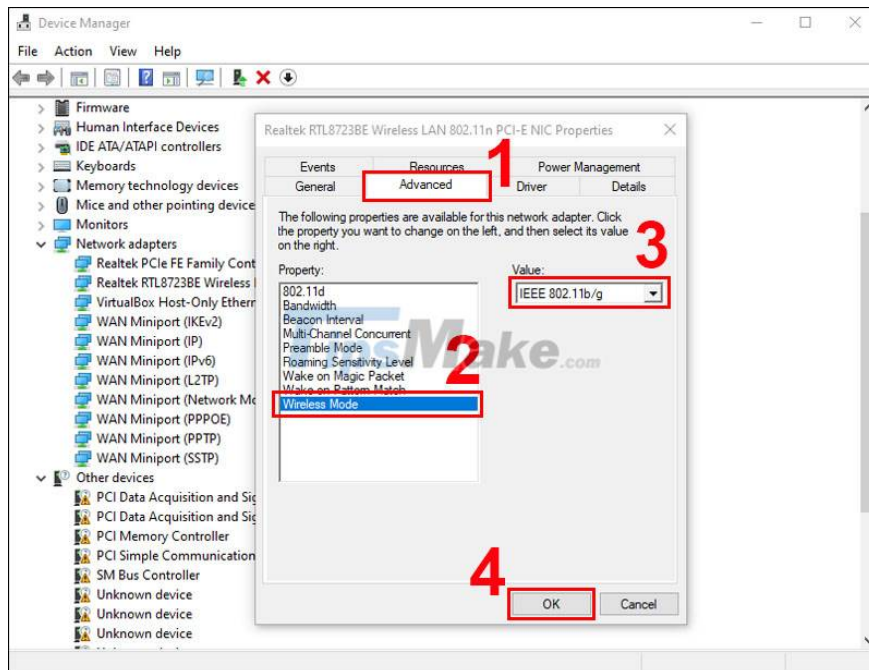 Device Manager
File Action View Help
Firmware
Human Interface Devices
IDE ATA/ATAPI controllers
Keyboards
Memory technology devices
Mice and other pointing device
Monitors
Network adapters
Realtek PCIe FE Family Cont
Realtek RTL8723BE Wireless
VirtualBox Host-Only Ethern
WAN Miniport (IKEv2)
WAN Miniport (IP)
WAN Miniport (IPv6)
WAN Miniport (L2TP)
WAN Miniport (Network Mo
WAN Miniport (PPPOE)
WAN Miniport (PPTP)
WAN Miniport (SSTP)
Other devices
PCI Data Acquisition and Sig
PCI Data Acquisition and Sig
PCI Memory Controller
PCI Simple Communication
SM Bus Controller
Unknown device
Unknown device
Unknown device
Realtek RTL8723BE Wireless LAN 802.11n PCI-E NIC Properties
Events Resources Power Management
1
General Advanced Driver Details
The following properties are available for this network adapter. Click
the property you want to change on the left, and then select its value
on the right.
3
Property: Value:
802.11d IEEE 802.11b/g
Bandwidth
Beacon Interval
Multi-Channel Concurrent
Preamble Mode
Roaming Sensitivity Level
Wake on Magic Packet
Wake on Pattern Match
Wireless Mode
2
TipsMake.com
4
OK Cancel